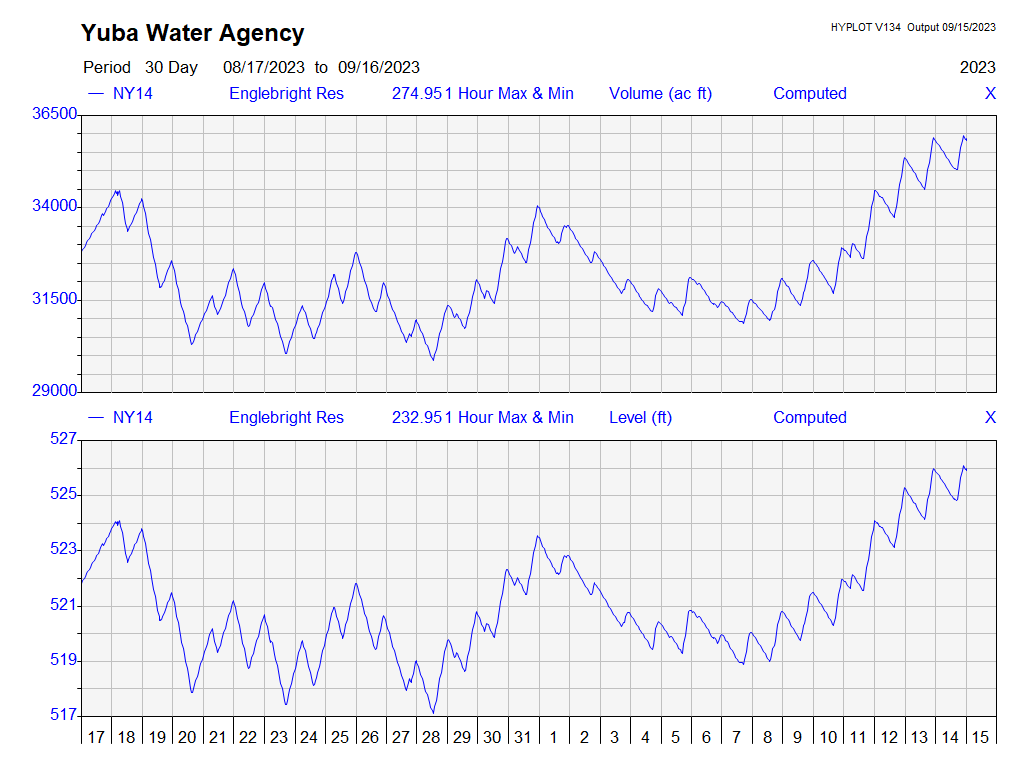 Yuba Water Agency
HYPLOT V134 Output 09/15/2023
Period 30 Day 08/17/2023 to 09/16/2023
2023
NY14 Englebright Res 274.951 Hour Max & Min Volume (ac ft) Computed X
36500
34000
31500
29000
NY14 Englebright Res 232.951 Hour Max & Min Level (ft) Computed X
527
525
523
521
519
517
17 18 19 20 21 22 23 24 25 26 27 28 29 30 31 1 2 3 4 5 6 7 8 9 10 11 12 13 14 15